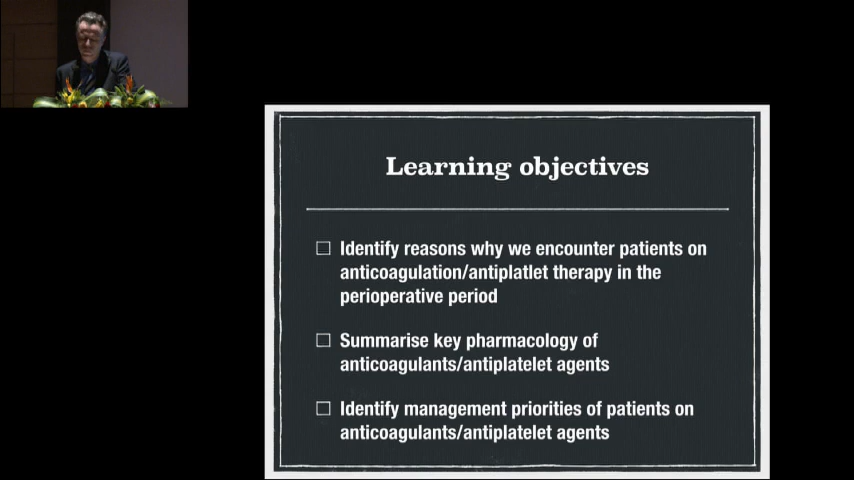 Learning objectives
Identify reasons why we encounter patients on
anticoagulation/antiplatlet therapy in the
perioperative period
Summarise key pharmacology of
anticoagulants/antiplatelet agents
Identify management priorities of patients on
anticoagulants/antiplatelet agents